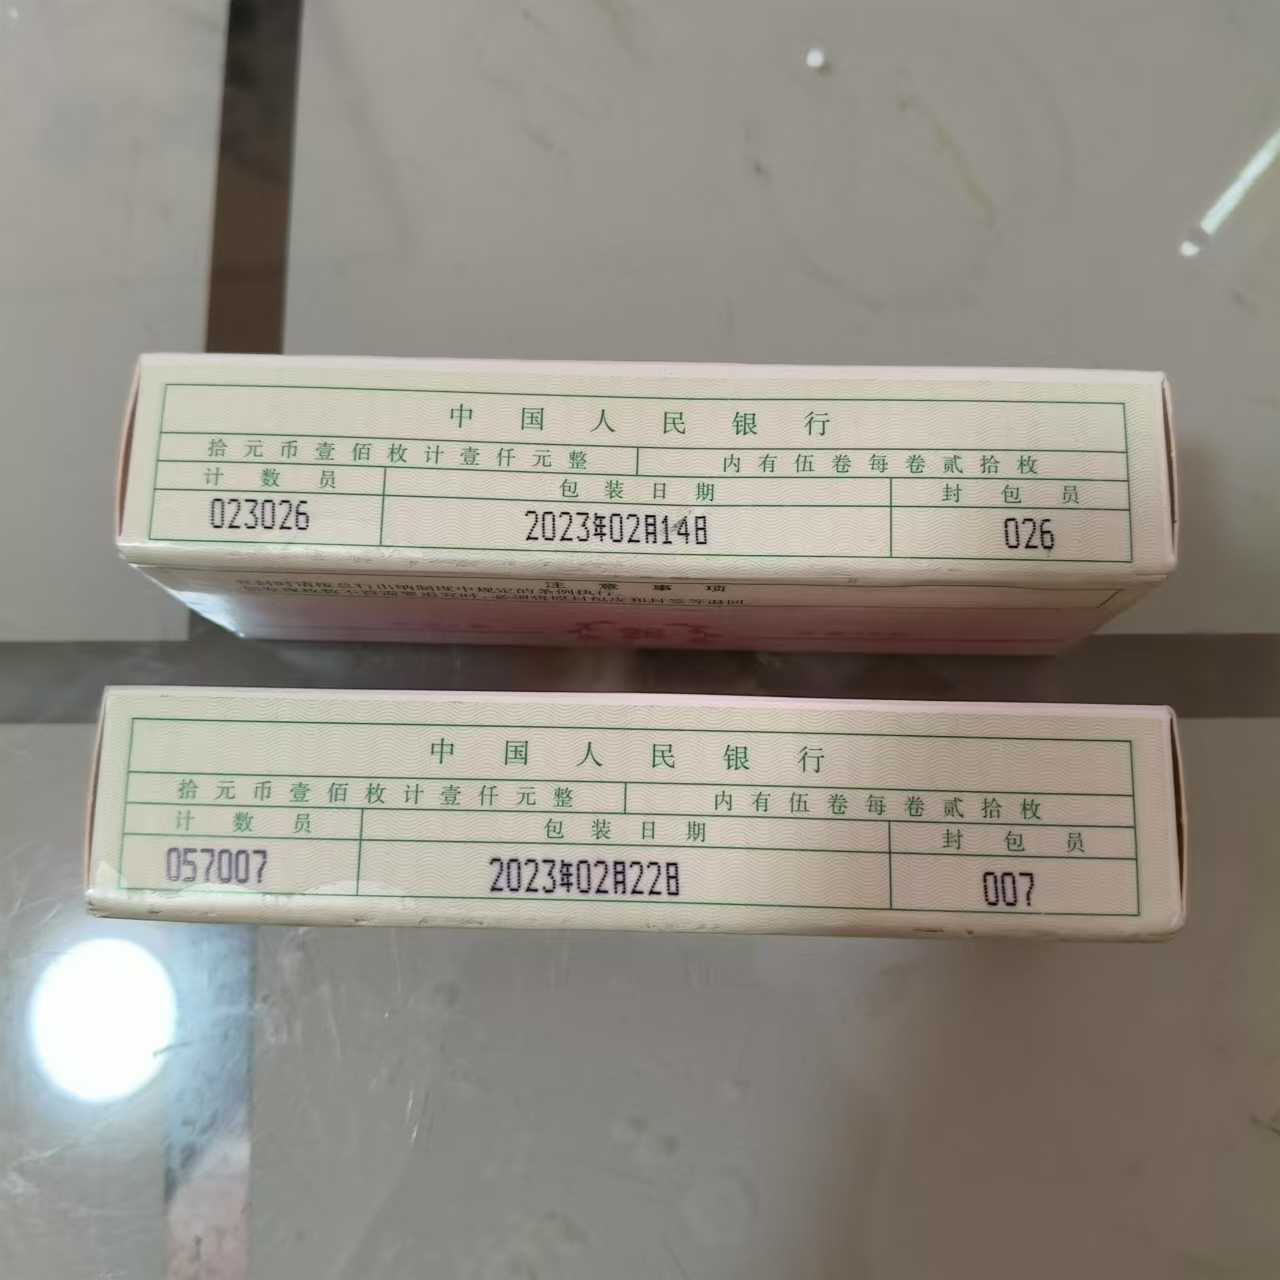 中国人民银行
拾元币壹佰枚计壹仟元整 内有伍卷每卷贰拾枚
计数员 包装日期 封包员
023026 2023年02月14日 026
注意事项
中国人民银行
拾元币壹佰枚计壹仟元整 内有伍卷每卷贰拾枚
计数员 包装日期 封包员
057007 2023年02月22日 007